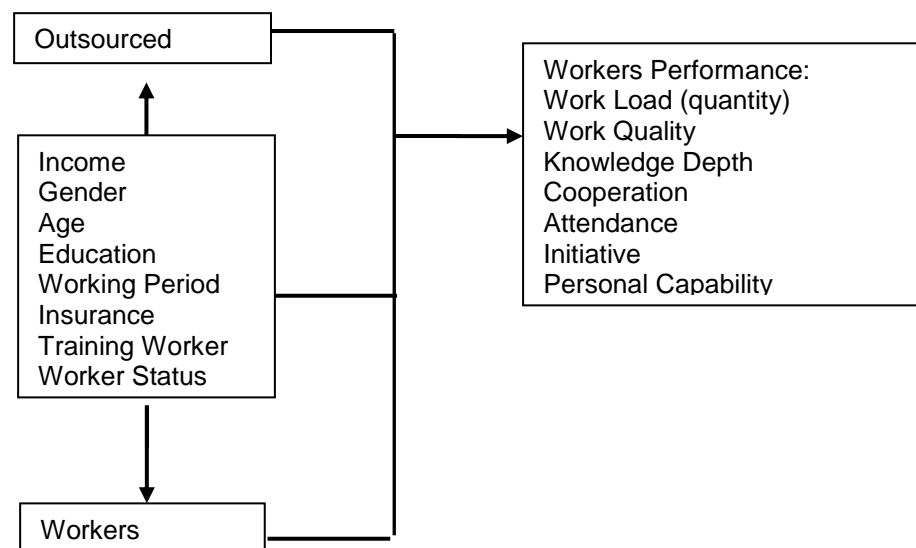 Outsourced
Income
Gender
Age
Education
Working Period
Insurance
Training Worker
Worker Status
Workers
Workers Performance:
Work Load (quantity)
Work Quality
Knowledge Depth
Cooperation
Attendance
Initiative
Personal Capability